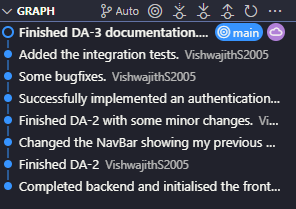 GRAPH Auto
Finished DA-3 documentation.... main
Added the integration tests. VishwajithS2005
Some bugfixes. VishwajithS2005
Successfully implemented an authentication...
Finished DA-2 with some minor changes. Vi...
Changed the NavBar showing my previous ...
Finished DA-2 VishwajithS2005
Completed backend and initialised the front...